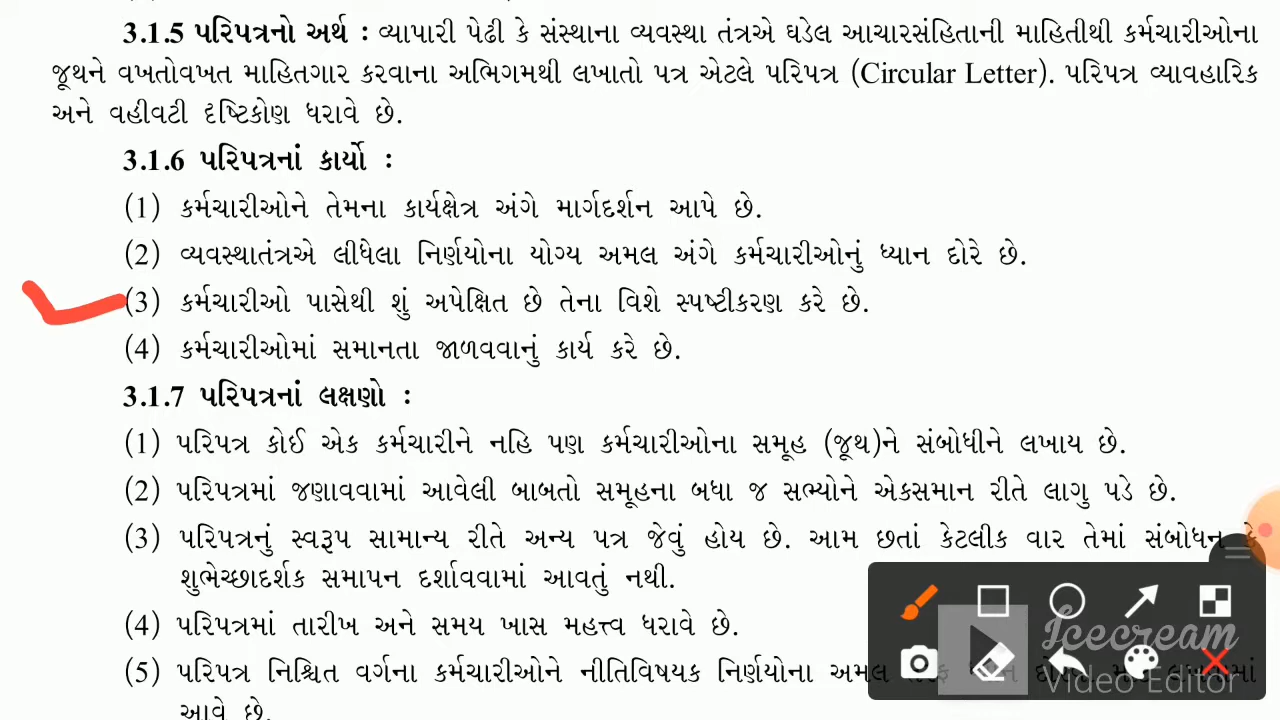 3.1.5 પરિપત્રનો અર્થ : વ્યાપારી પેઢી કે સંસ્થાના વ્યવસ્થા તંત્રએ ઘડેલ આચારસંહિતાની માહિતીથી કર્મચારીઓના
જૂથને વખતોવખત માહિતગાર કરવાના અભિગમથી લખાતો પત્ર એટલે પરિપત્ર (Circular Letter). પરિપત્ર વ્યાવહારિક
અને વહીવટી દૃષ્ટિકોણ ધરાવે છે.
3.1.6 પરિપત્રનાં કાર્યો :
(1) કર્મચારીઓને તેમના કાર્યક્ષેત્ર અંગે માર્ગદર્શન આપે છે.
(2) વ્યવસ્થાતંત્રએ લીધેલા નિર્ણયોના યોગ્ય અમલ અંગે કર્મચારીઓનું ધ્યાન દોરે છે.
(3) કર્મચારીઓ પાસેથી શું અપેક્ષિત છે તેના વિશે સ્પષ્ટીકરણ કરે છે.
(4) કર્મચારીઓમાં સમાનતા જાળવવાનું કાર્ય કરે છે.
3.1.7 પરિપત્રનાં લક્ષણો :
(1) પરિપત્ર કોઈ એક કર્મચારીને નહિ પણ કર્મચારીઓના સમૂહ (જૂથ)ને સંબોધીને લખાય છે.
(2) પરિપત્રમાં જણાવવામાં આવેલી બાબતો સમૂહના બધા જ સભ્યોને એકસમાન રીતે લાગુ પડે છે.
(3) પરિપત્રનું સ્વરૂપ સામાન્ય રીતે અન્ય પત્ર જેવું હોય છે. આમ છતાં કેટલીક વાર તેમાં સંબોધન કે
શુભેચ્છાદર્શક સમાપન દર્શાવવામાં આવતું નથી.
(4) પરિપત્રમાં તારીખ અને સમય ખાસ મહત્ત્વ ધરાવે છે.
(5) પરિપત્ર નિશ્ચિત વર્ગના કર્મચારીઓને નીતિવિષયક નિર્ણયોના અમલ
આવે છે.
Icecream
Video Editor